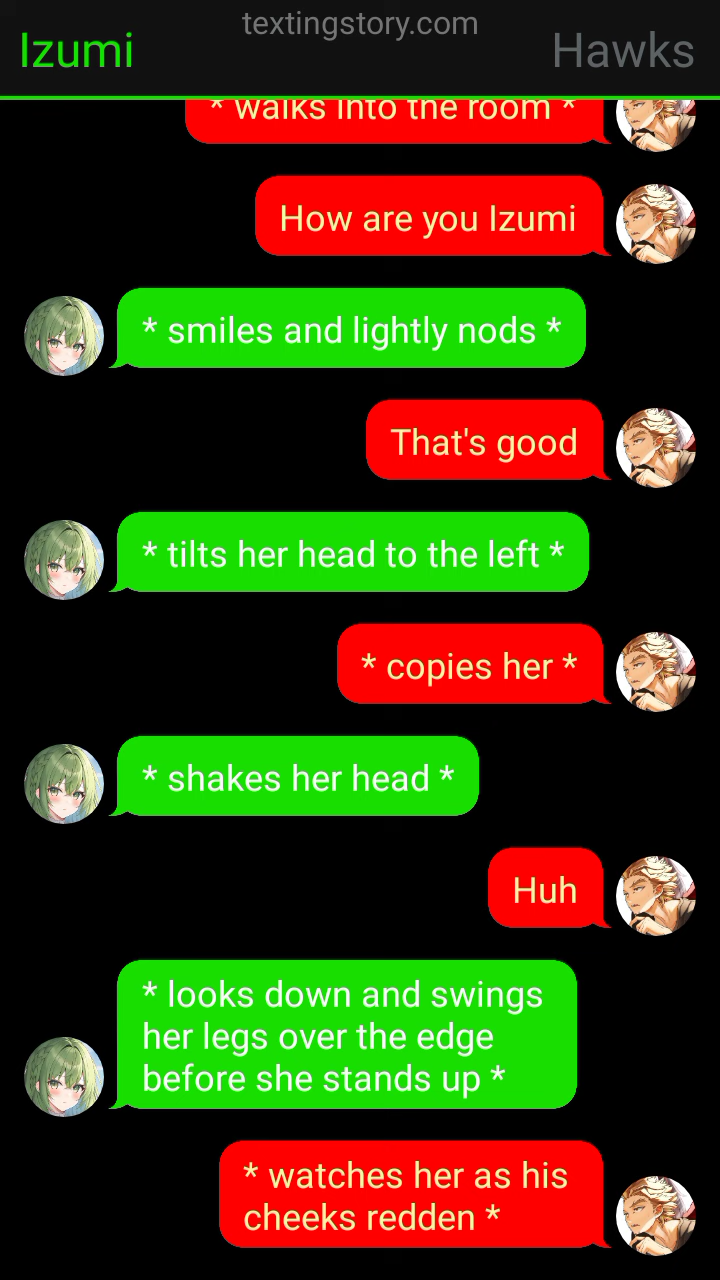 textingstory.com
Izumi
Hawks
* walks into the room *
How are you Izumi
* smiles and lightly nods *
That's good
* tilts her head to the left *
* copies her *
* shakes her head *
Huh
* looks down and swings
her legs over the edge
before she stands up *
* watches her as his
cheeks redden *